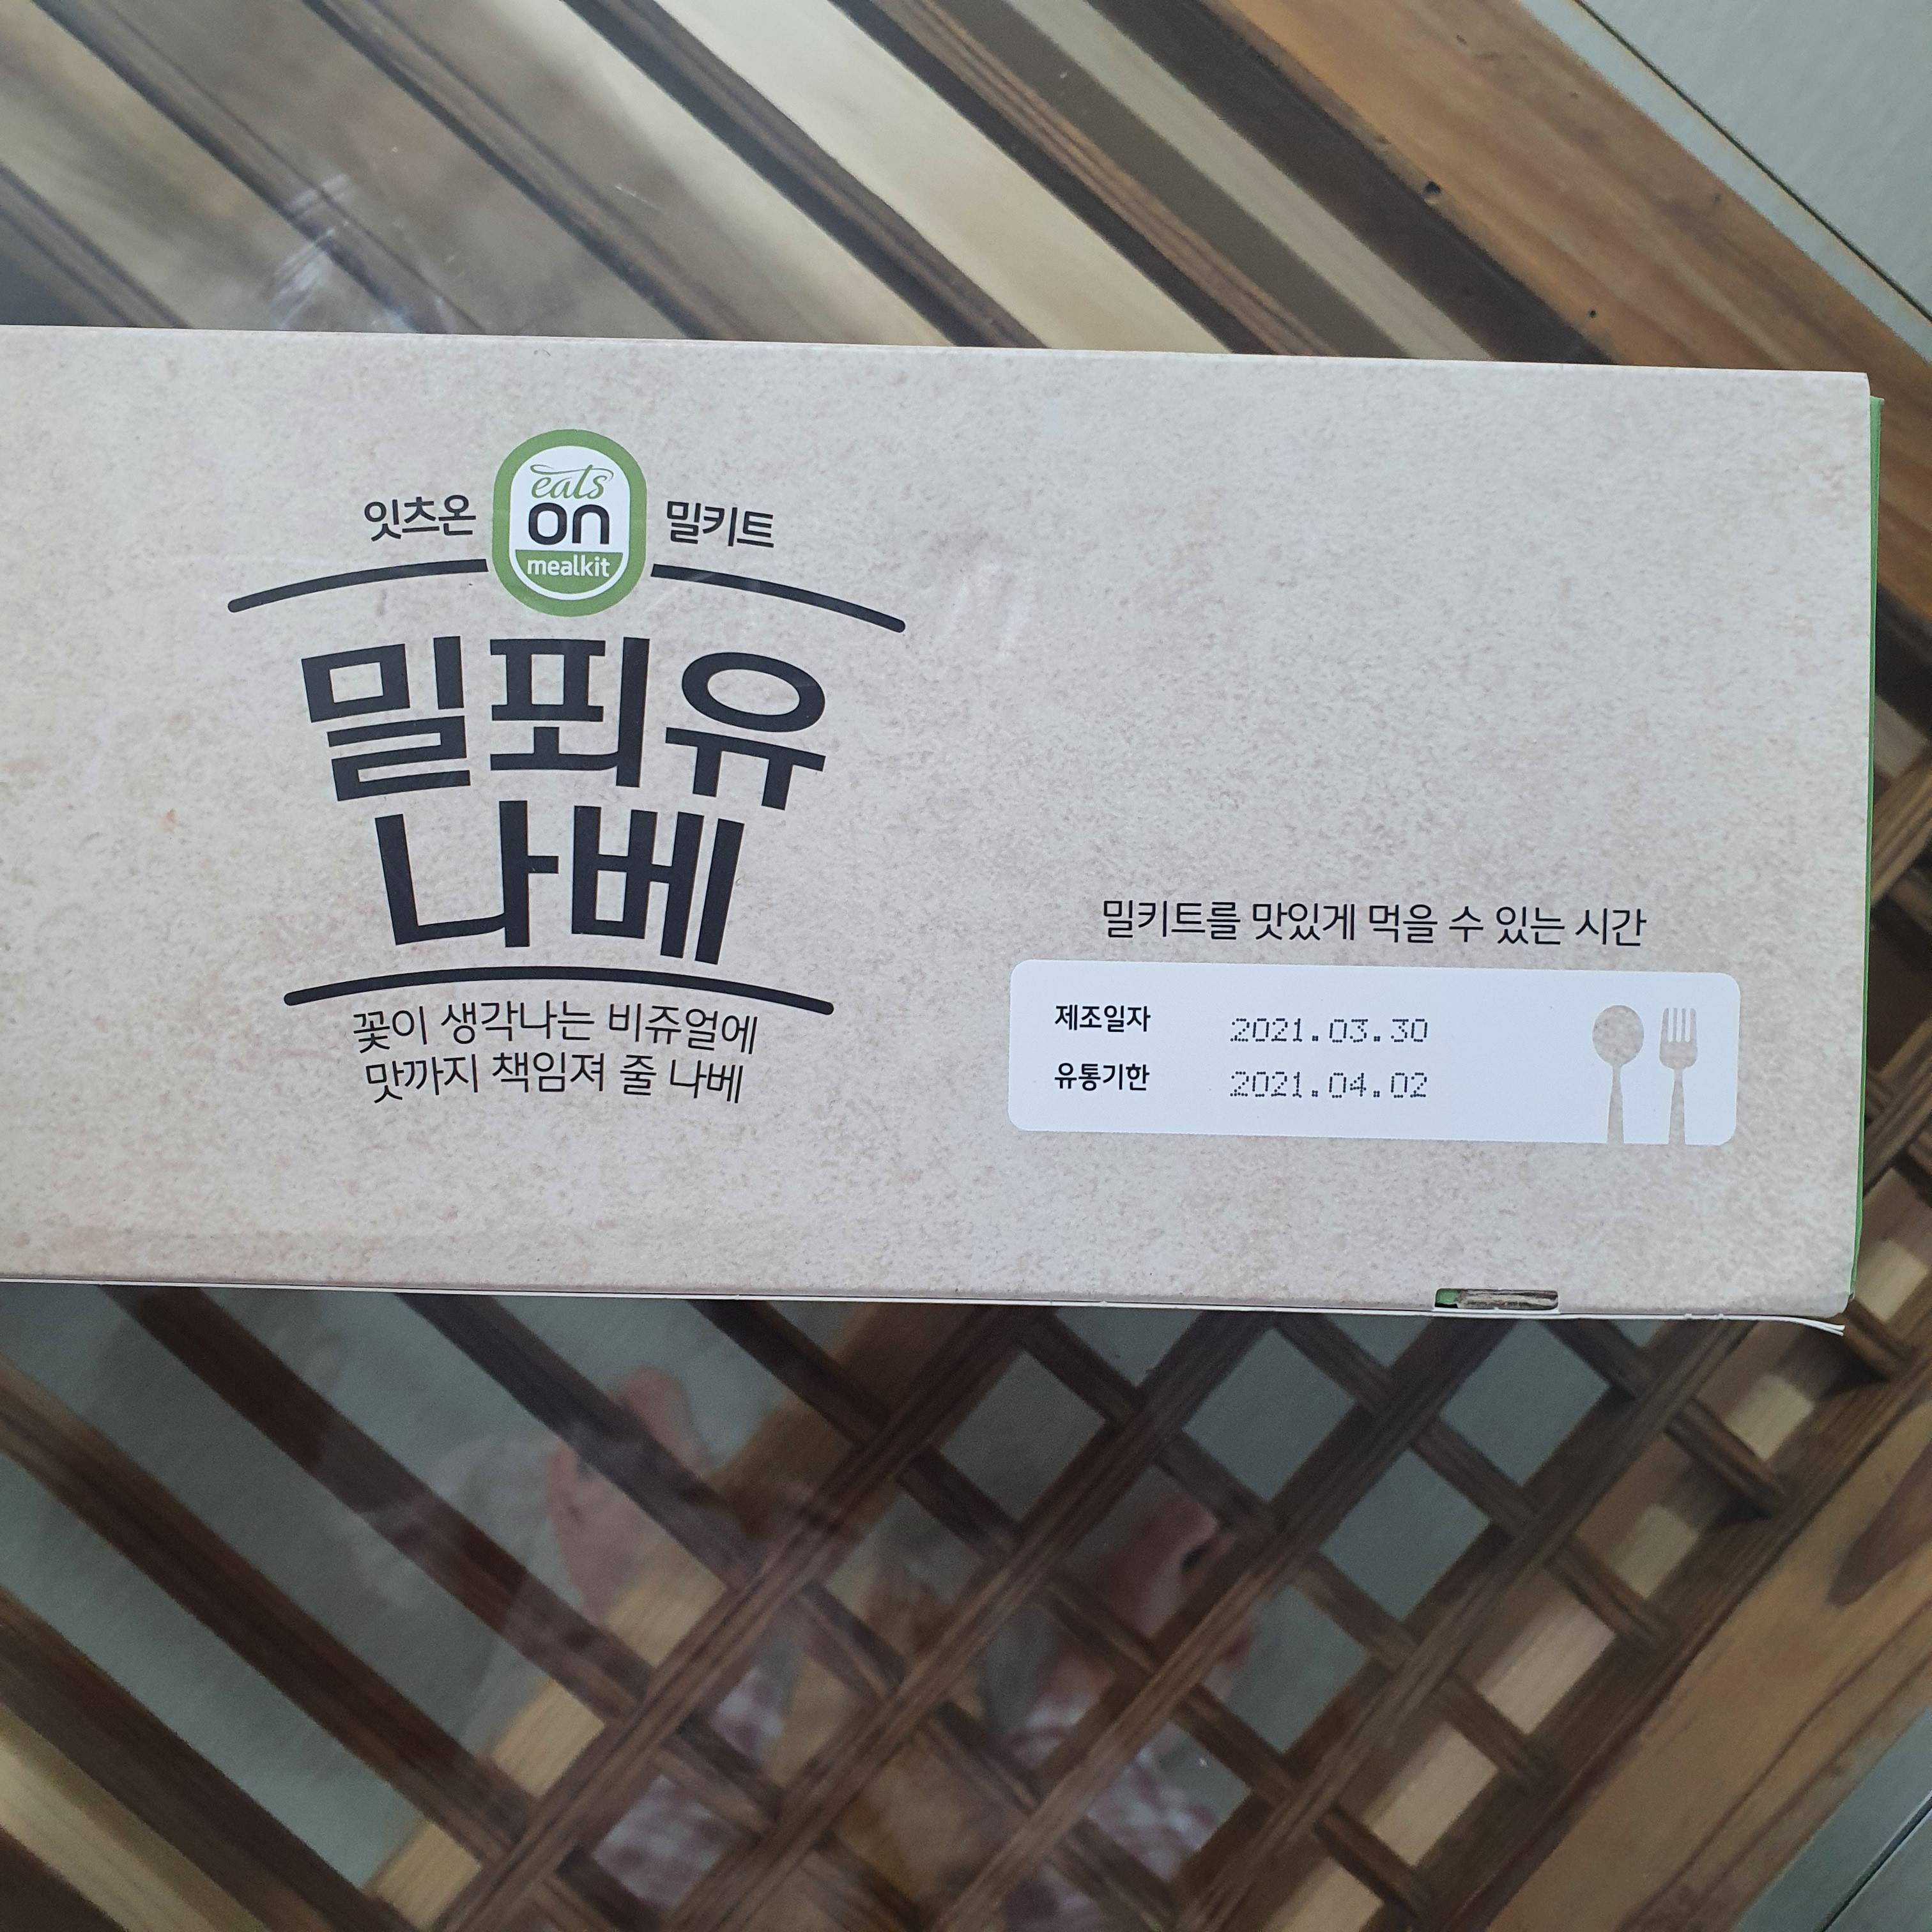 잇츠온
eats
on
mealkit
밀키트
밀푀유
나베
꽃이 생각나는 비쥬얼에
맛까지 책임져 줄 나베
밀키트를 맛있게 먹을 수 있는 시간
제조일자 2021.03.30
유통기한 2021.04.02